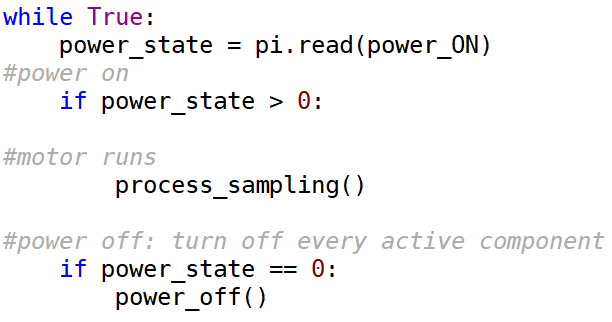 while True:
    power_state = pi.read(power_ON)
#power on
    if power_state > 0:

#motor runs
        process_sampling()

#power off: turn off every active component
    if power_state == 0:
        power_off()